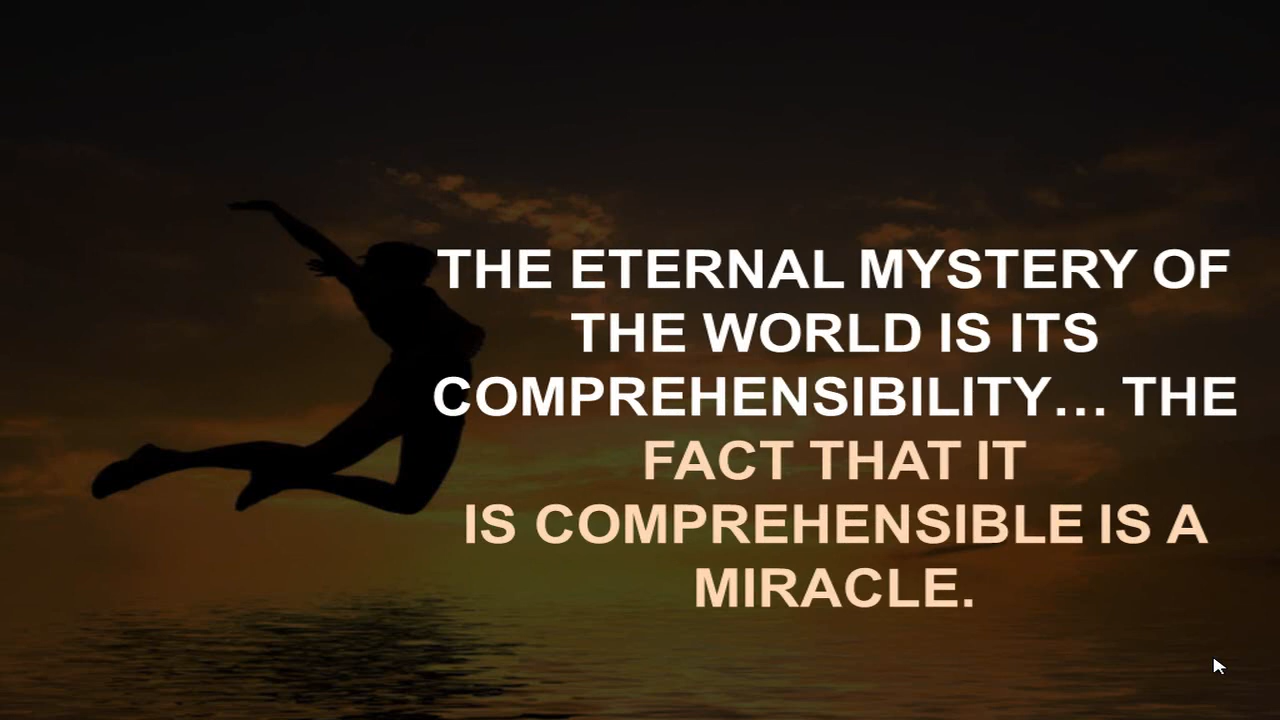 THE ETERNAL MYSTERY OF
THE WORLD IS ITS
COMPREHENSIBILITY… THE
FACT THAT IT
IS COMPREHENSIBLE IS A
MIRACLE.